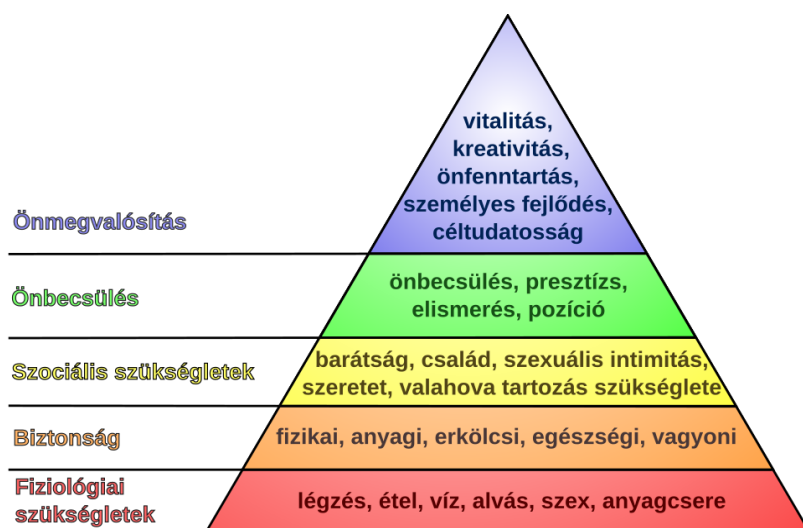 vitalitás,
kreativitás,
önfenntartás,
személyes fejlődés,
céltudatosság
Önmegvalósítás
önbecsülés, presztízs,
elismerés, pozíció
Önbecsülés
barátság, család, szexuális intimitás,
szeretet, valahova tartozás szükséglete
Szociális szükségletek
fizikai, anyagi, erkölcsi, egészségi, vagyoni
Biztonság
légzés, étel, víz, alvás, szex, anyagcsere
Fiziológiai
szükségletek